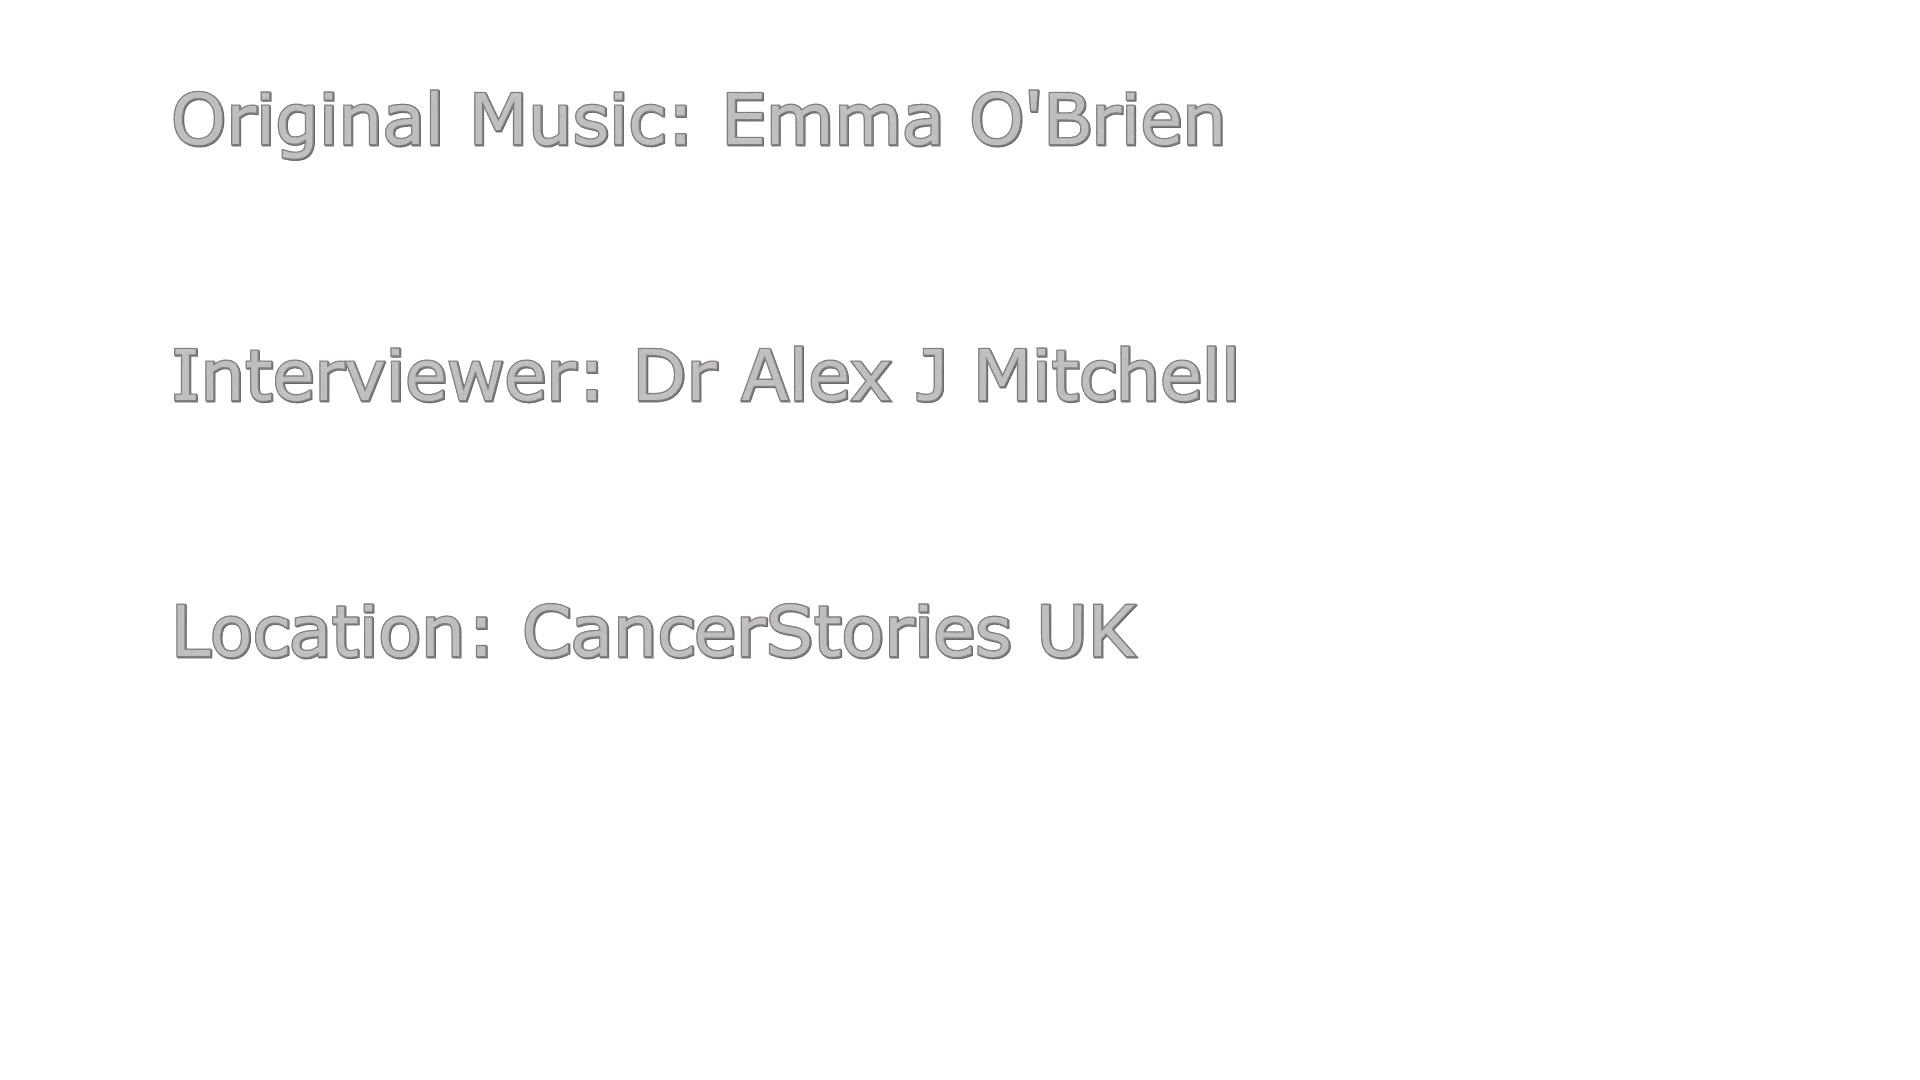 Original Music: Emma O'Brien
Interviewer: Dr Alex J Mitchell
Location: CancerStories UK